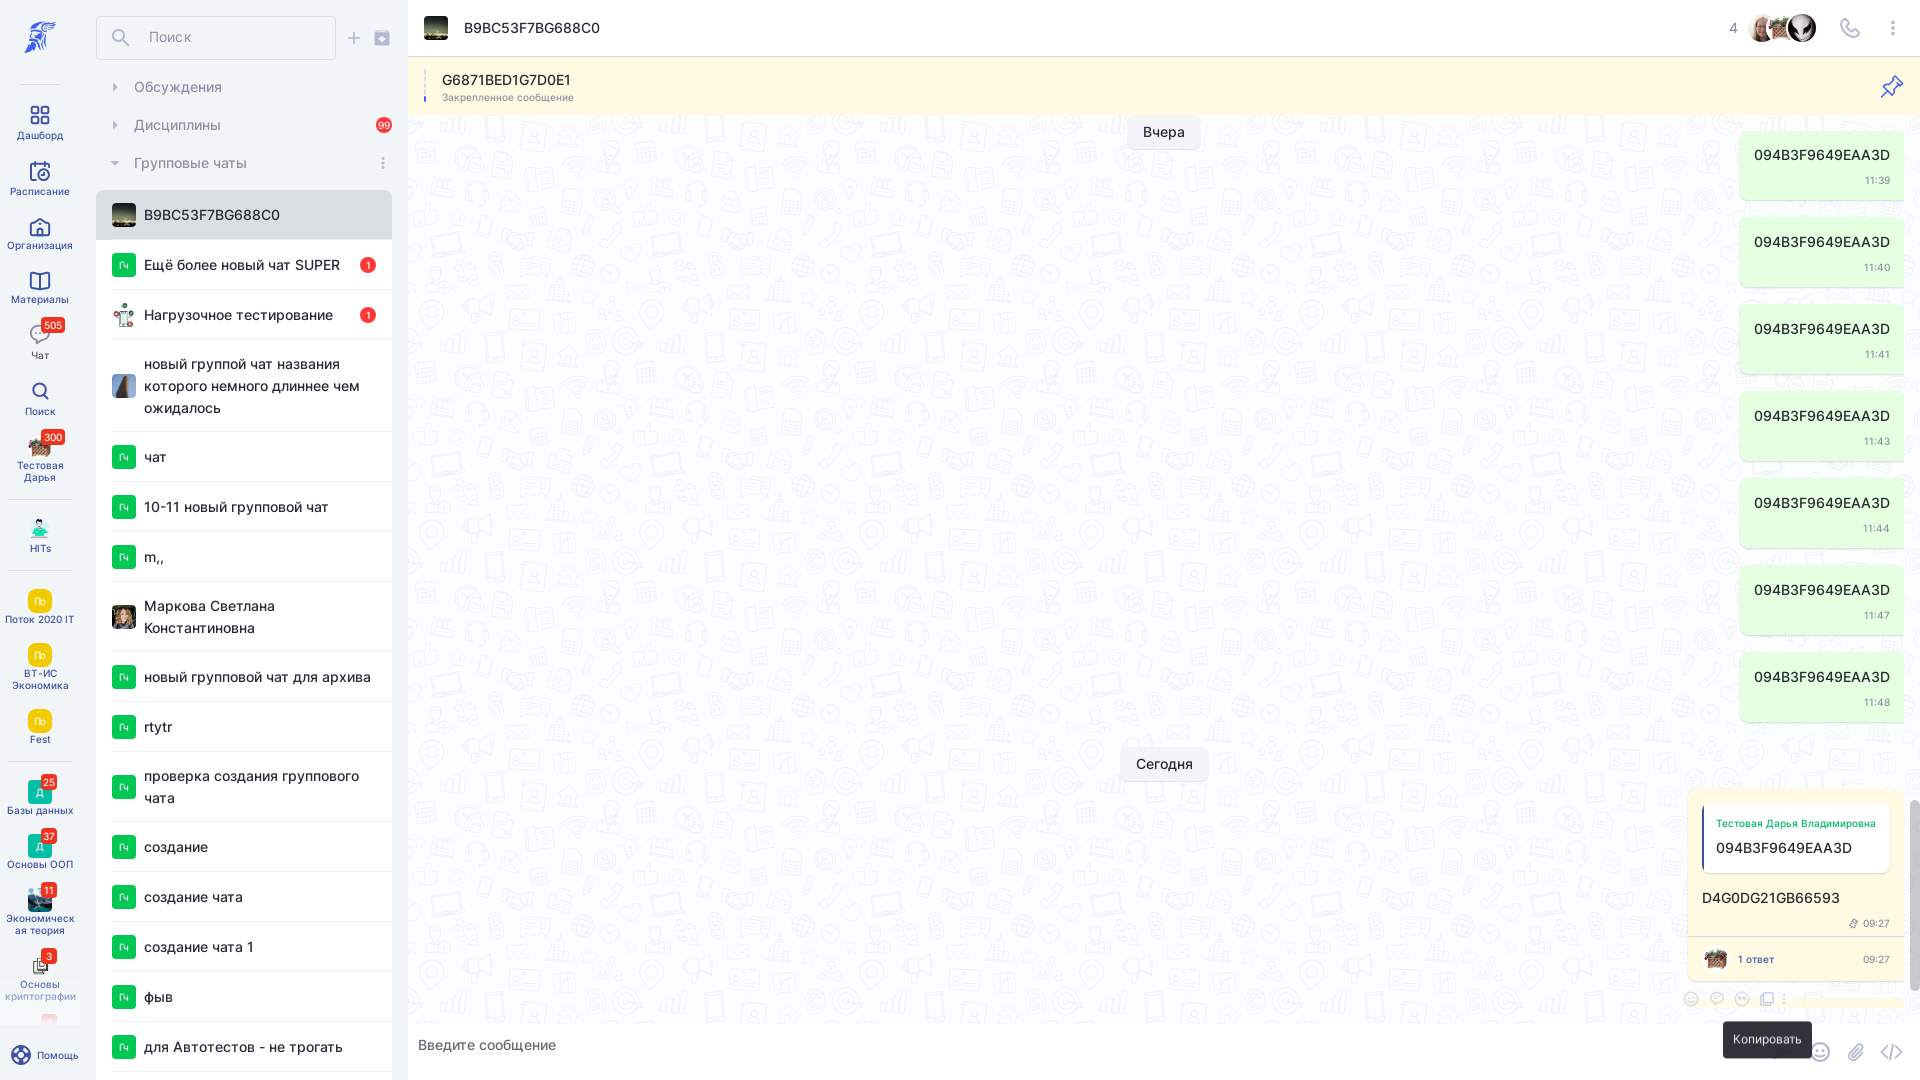 Дашборд
Расписание
Организация
Материалы
505
Чат
Поиск
300
Тестовая
Дарья
HITs
По
Поток 2020 IT
По
ВТ-ИС
Экономика
По
Fest
25
Д
Базы данных
37
Д
Основы ООП
11
Экономическ
ая теория
3
Основы
криптографии
Помощь
Поиск
Обсуждения
Дисциплины
99
Групповые чаты
B9BC53F7BG688C0
Гч
Ещё более новый чат SUPER
1
Нагрузочное тестирование
1
новый группой чат названия
которого немного длиннее чем
ожидалось
Гч
чат
Гч
10-11 новый групповой чат
Гч
m,,
Маркова Светлана
Константиновна
Гч
новый групповой чат для архива
Гч
rtytr
Гч
проверка создания группового
чата
Гч
создание
Гч
создание чата
Гч
создание чата 1
Гч
фыв
Гч
для Автотестов - не трогать
B9BC53F7BG688C0
4
G6871BED1G7D0E1
Закрепленное сообщение
Вчера
094B3F9649EAA3D
11:39
094B3F9649EAA3D
11:40
094B3F9649EAA3D
11:41
094B3F9649EAA3D
11:43
094B3F9649EAA3D
11:44
094B3F9649EAA3D
11:47
094B3F9649EAA3D
11:48
Сегодня
Тестовая Дарья Владимировна
094B3F9649EAA3D
D4G0DG21GB66593
09:27
1 ответ
09:27
Копировать
Введите сообщение